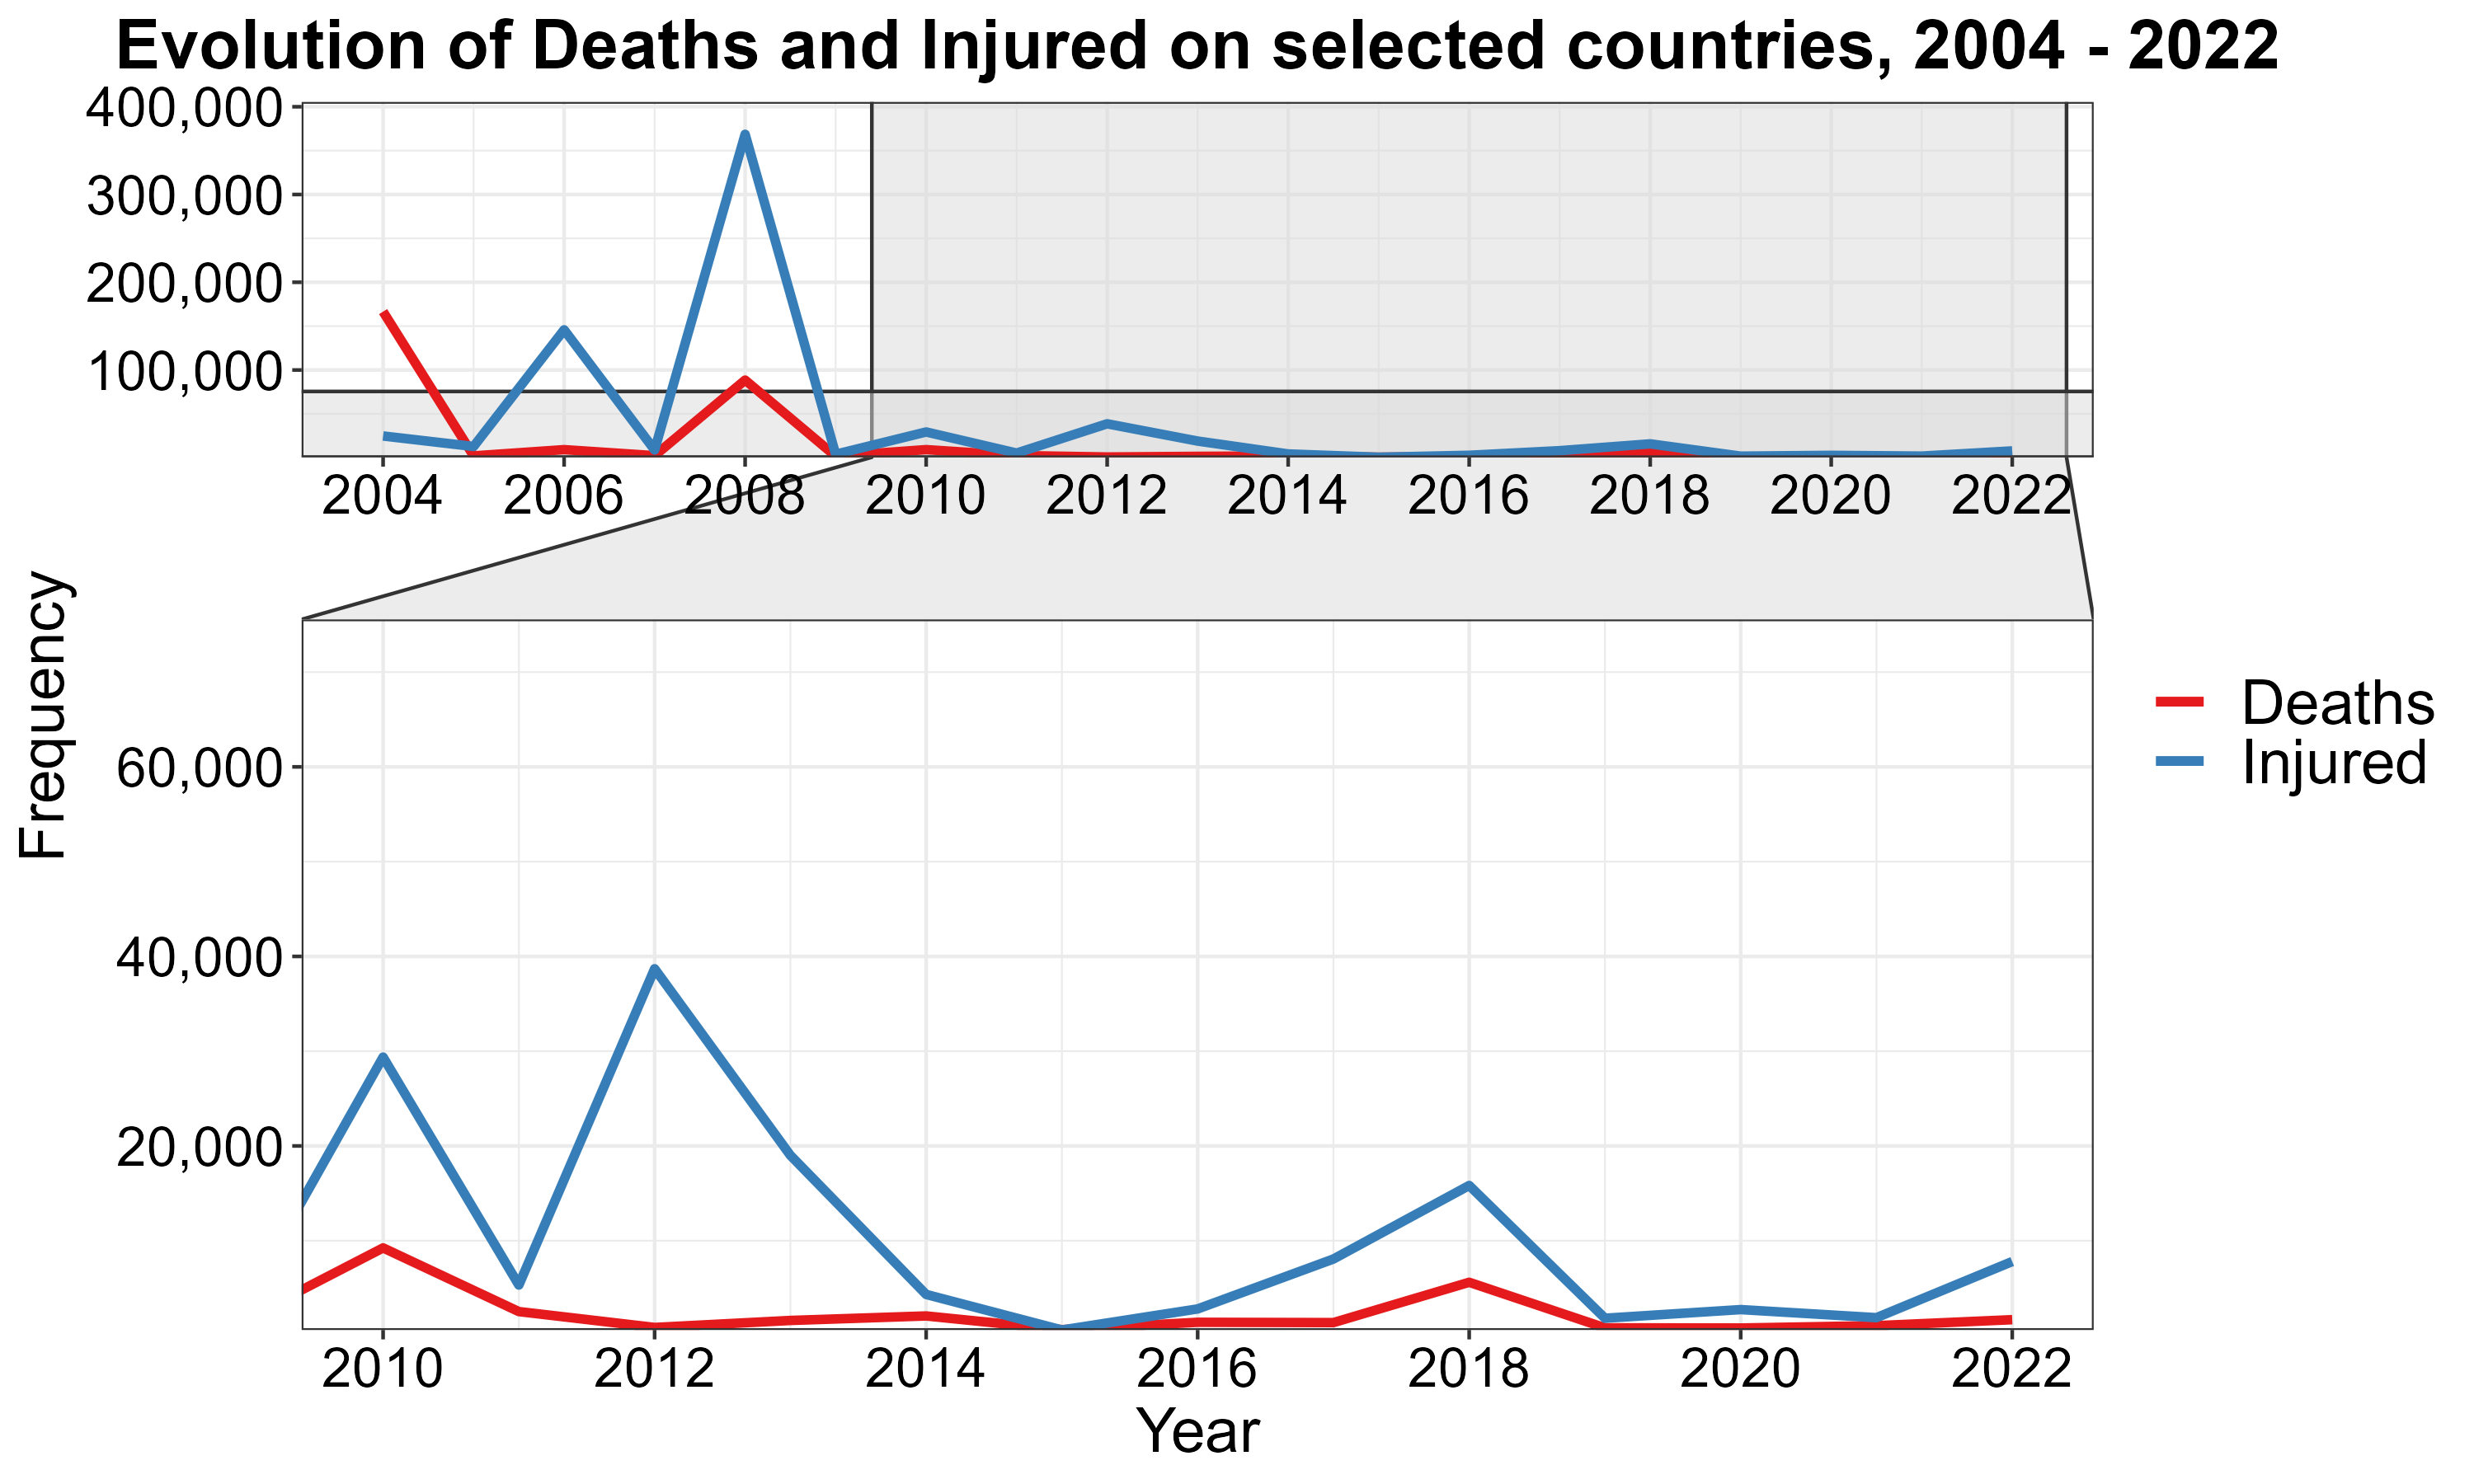 Evolution of Deaths and Injured on selected countries, 2004 - 2022
400,000
300,000
200,000
100,000
2004 2006 2008 2010 2012 2014 2016 2018 2020 2022
Frequency
60,000
40,000
20,000
2010 2012 2014 2016 2018 2020 2022
Year
Deaths
Injured